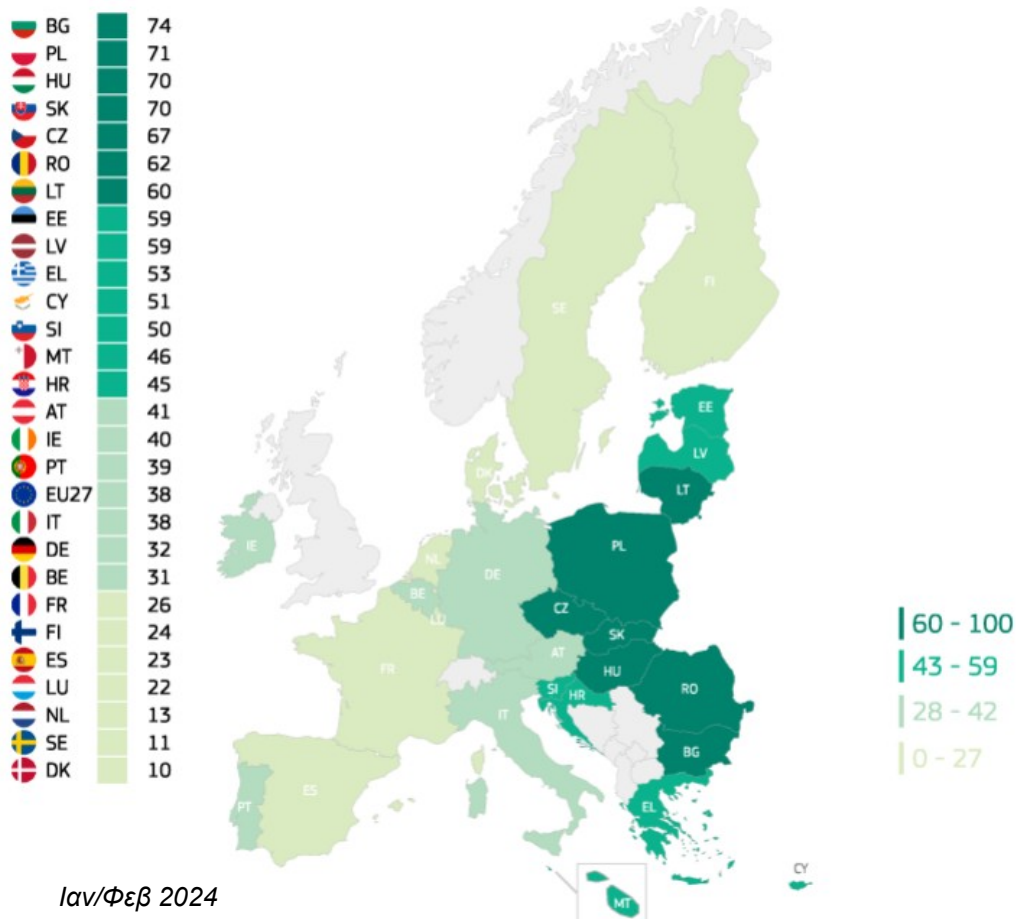 BG 74
PL 71
HU 70
SK 70
CZ 67
RO 62
LT 60
EE 59
LV 59
EL 53
CY 51
SI 50
MT 46
HR 45
AT 41
IE 40
PT 39
EU27 38
IT 38
DE 32
BE 31
FR 26
FI 24
ES 23
LU 22
NL 13
SE 11
DK 10
FI
SE
EE
LV
DK
LT
IE
NL
PL
DE
BE
CZ
LU
SK
AT
HU
FR
SI
HR
RO
IT
BG
ES
PT
EL
CY
MT
60 - 100
43 - 59
28 - 42
0 - 27
Ιαν/Φεβ 2024